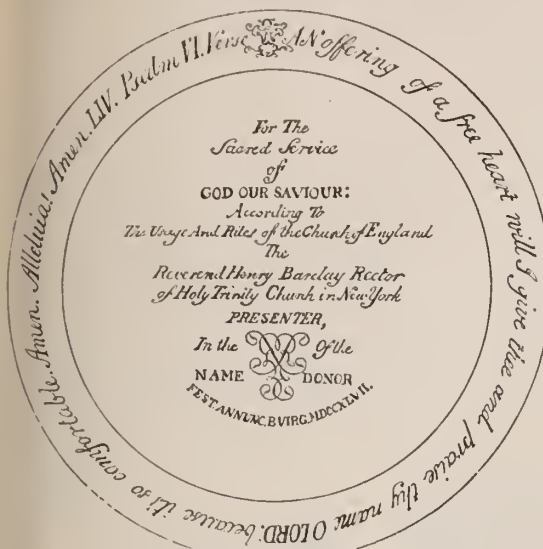 AN offering of a free heart will I give thee and praise thy name O LORD: because it is so comfortable. Amen. Alleluia! Amen. LIV. Psalm VI. Verse
For The
Sacred Service
of
GOD OUR SAVIOUR:
According To
The Usage And Rites of the Church of England
The
Reverend Henry Barclay Rector
of Holy Trinity Church in New York
PRESENTER,
In the Of the
NAME DONOR
FEST. ANNUNC. B VIRG. MDCCXLVII.